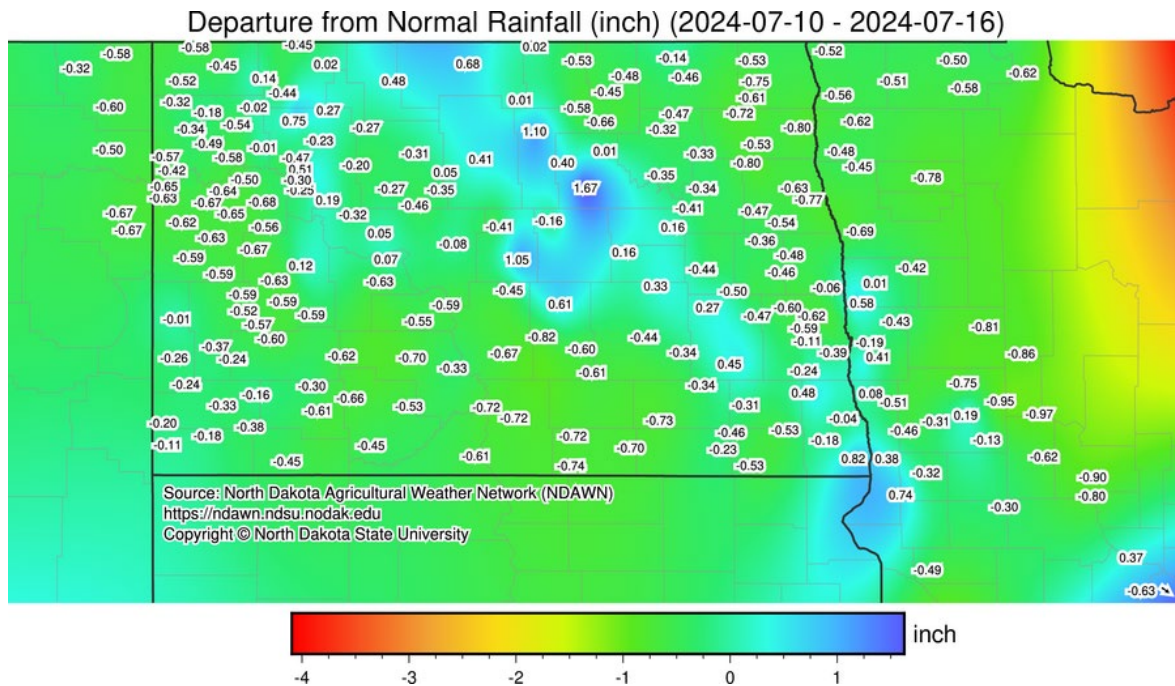 Departure from Normal Rainfall (inch) (2024-07-10 - 2024-07-16)
-0.58 -0.58 -0.45 0.02 -0.52
-0.32 -0.45 0.02 0.68 -0.53 -0.14 -0.53 -0.50
-0.52 0.14 0.48 -0.48 -0.46 -0.75 -0.51 -0.62
-0.44 -0.45 -0.61 -0.56 -0.58
-0.60 -0.32 -0.18 -0.02 0.27 0.01 -0.58 -0.47 -0.72
-0.34 -0.54 0.75 -0.27 1.10 -0.66 -0.32 -0.80 -0.62
-0.50 -0.49 -0.01 -0.23 -0.31 0.01 -0.33 -0.53 -0.48
-0.57 -0.58 -0.47 -0.20 0.41 0.40 -0.80 -0.45
-0.42 0.51 0.05 -0.35 -0.78
-0.65 -0.50 -0.30 -0.27 -0.35 1.67 -0.34 -0.63
-0.63 -0.64 -0.25 -0.77
-0.67 -0.67 -0.68 0.19 -0.46 -0.41 -0.47
-0.67 -0.62 -0.65 -0.56 -0.32 -0.41 -0.16 0.16 -0.54 -0.69
-0.63 0.05 -0.08 -0.36
-0.59 -0.67 0.12 0.07 1.05 0.16 -0.44 -0.48 -0.42
-0.59 -0.63 -0.63 -0.45 0.33 -0.50 -0.46 -0.06 0.01
-0.59 -0.59 -0.59 0.61 0.27 -0.60 0.58
-0.01 -0.52 -0.57 -0.59 -0.55 -0.47 -0.62 -0.43 -0.81
-0.60 -0.82 -0.44 -0.59 -0.11 -0.19
-0.26 -0.37 -0.24 -0.62 -0.70 -0.67 -0.60 -0.34 -0.39 0.41 -0.86
-0.33 -0.61 0.45 -0.24
-0.24 -0.16 -0.30 -0.34 0.48 0.08 -0.75
-0.33 -0.61 -0.66 -0.53 -0.72 -0.31 -0.51 -0.95
-0.20 -0.38 -0.72 -0.73 -0.04 -0.31 0.19 -0.97
-0.11 -0.18 -0.45 -0.72 -0.70 -0.46 -0.53 -0.18 -0.46 -0.13
-0.45 -0.61 -0.74 -0.23 -0.53 0.82 0.38 -0.62
-0.32 -0.90
0.74 -0.80
-0.30
Source: North Dakota Agricultural Weather Network (NDAWN)
https://ndawn.ndsu.nodak.edu
Copyright © North Dakota State University
0.37
-0.49
-0.63
inch
-4 -3 -2 -1 0 1